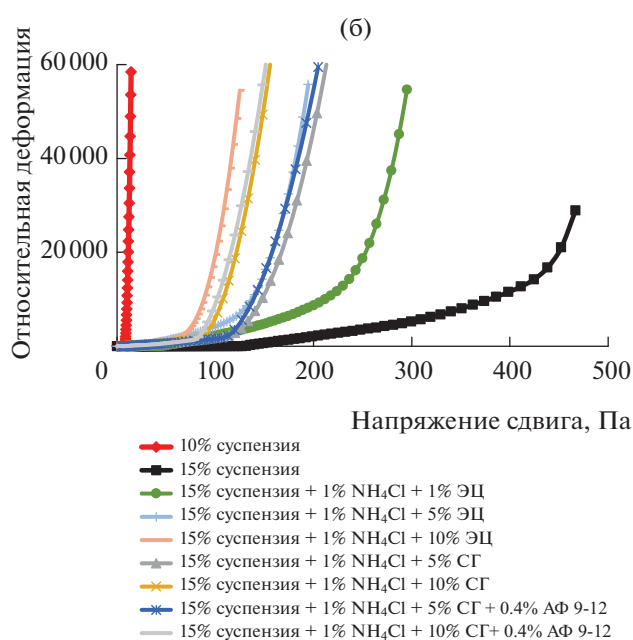 (б)
Относительная деформация
60 000
40 000
20 000
0 100 200 300 400 500
Напряжение сдвига, Па
10% суспензия
15% суспензия
15% суспензия + 1% NH₄Cl + 1% ЭЦ
15% суспензия + 1% NH₄Cl + 5% ЭЦ
15% суспензия + 1% NH₄Cl + 10% ЭЦ
15% суспензия + 1% NH₄Cl + 5% СГ
15% суспензия + 1% NH₄Cl + 10% СГ
15% суспензия + 1% NH₄Cl + 5% СГ + 0.4% АФ 9-12
15% суспензия + 1% NH₄Cl + 10% СГ+ 0.4% АФ 9-12